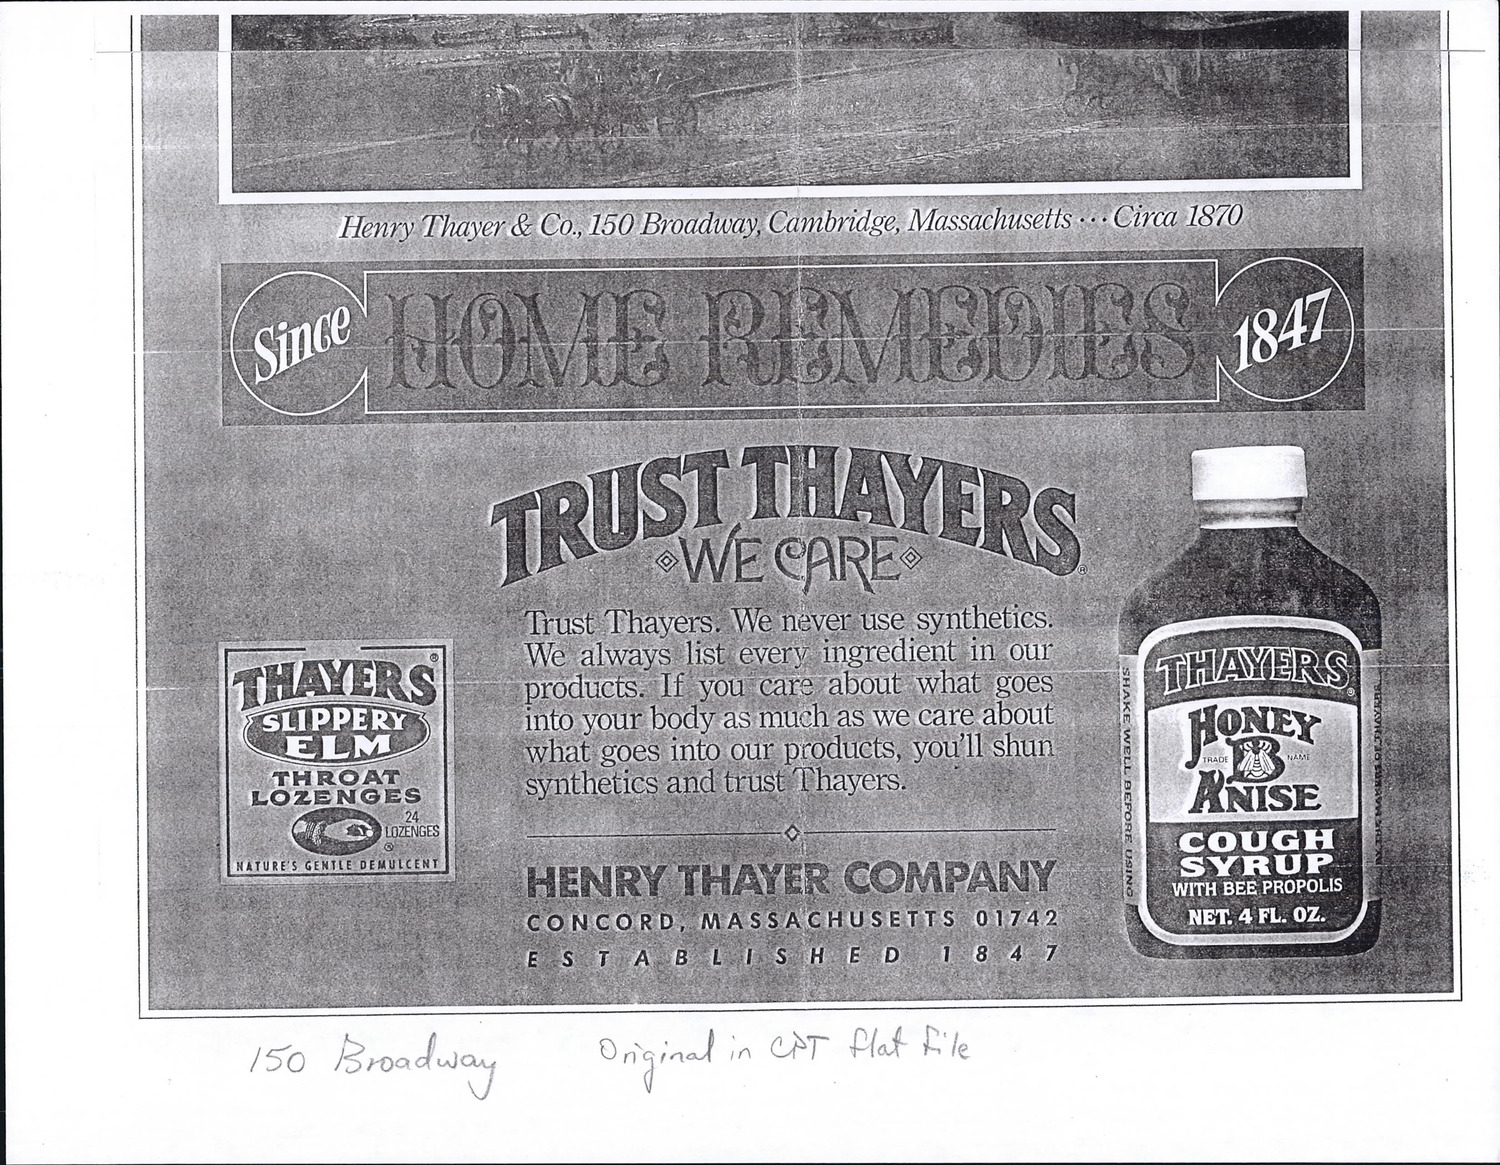 Henry Thayer & Co., 150 Broadway, Cambridge, Massachusetts ··· Circa 1870
Since HOME REMEDIES 1847
TRUST THAYERS®
WE CARE
Trust Thayers. We never use synthetics.
We always list every ingredient in our
products. If you care about what goes
into your body as much as we care about
what goes into our products, you'll shun
synthetics and trust Thayers.
HENRY THAYER COMPANY
CONCORD, MASSACHUSETTS 01742
ESTABLISHED 1847
THAYERS®
SLIPPERY
ELM
THROAT
LOZENGES
24
LOZENGES
®
NATURE'S GENTLE DEMULCENT
SHAKE WELL BEFORE USING
THAYERS®
HONEY
TRADE B NAME
ANISE
COUGH
SYRUP
WITH BEE PROPOLIS
NET. 4 FL. OZ.
150 Broadway
Original in CPT flat file